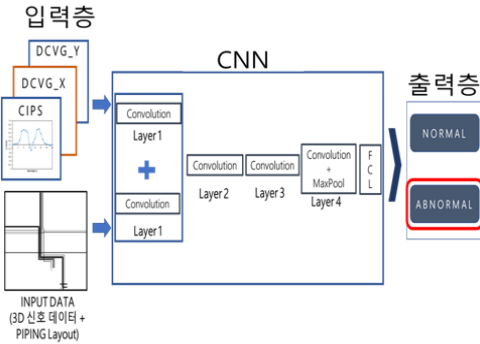 입력층
DCVG_Y
DCVG_X
CIPS
INPUT DATA
(3D 신호 데이터 +
PIPING Layout)
CNN
Convolution
Layer1
+
Convolution
Layer1
Convolution
Layer 2
Convolution
Layer 3
Convolution
+
MaxPool
Layer 4
F
C
L
출력층
NORMAL
ABNORMAL